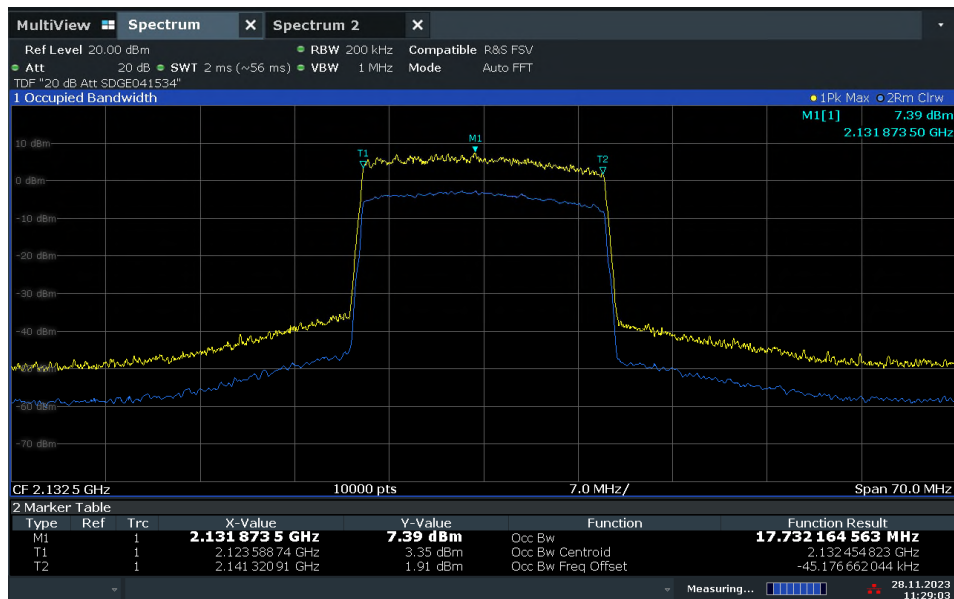 MultiView Spectrum X Spectrum 2 X
Ref Level 20.00 dBm RBW 200 kHz Compatible R&S FSV
Att 20 dB SWT 2 ms (~56 ms) VBW 1 MHz Mode Auto FFT
TDF "20 dB Att SDGE041534"
1 Occupied Bandwidth 1Pk Max 2Rm Clrw
M1[1] 7.39 dBm
2.131 873 50 GHz
M1
10 dBm
T1
T2
0 dBm
-10 dBm
-20 dBm
-30 dBm
-40 dBm
-60 dBm
-70 dBm
CF 2.132 5 GHz 10000 pts 7.0 MHz/ Span 70.0 MHz
2 Marker Table
Type Ref Trc X-Value Y-Value Function Function Result
M1 1 2.131 873 5 GHz 7.39 dBm Occ Bw 17.732 164 563 MHz
T1 1 2.123 588 74 GHz 3.35 dBm Occ Bw Centroid 2.132 454 823 GHz
T2 1 2.141 320 91 GHz 1.91 dBm Occ Bw Freq Offset -45.176 662 044 kHz
Measuring... 28.11.2023
11:29:03